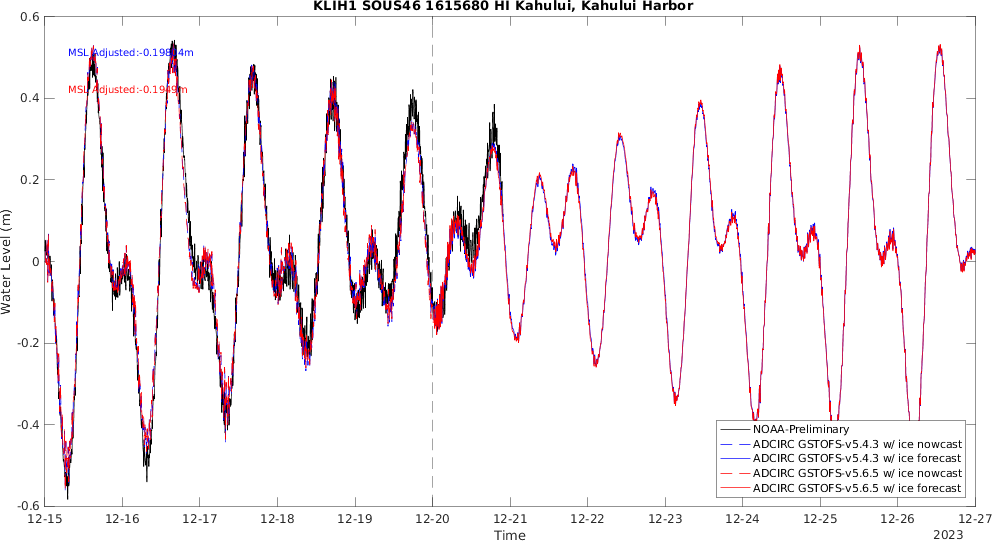 KLIH1 SOUS46 1615680 HI Kahului, Kahului Harbor
0.6
0.4
0.2
0
-0.2
-0.4
-0.6
Water Level (m)
MSL Adjusted:-0.1949m
NOAA-Preliminary
ADCIRC GSTOFS-v5.4.3 w/ ice nowcast
ADCIRC GSTOFS-v5.4.3 w/ ice forecast
ADCIRC GSTOFS-v5.6.5 w/ ice nowcast
ADCIRC GSTOFS-v5.6.5 w/ ice forecast
12-15 12-16 12-17 12-18 12-19 12-20 12-21 12-22 12-23 12-24 12-25 12-26 12-27
Time
2023